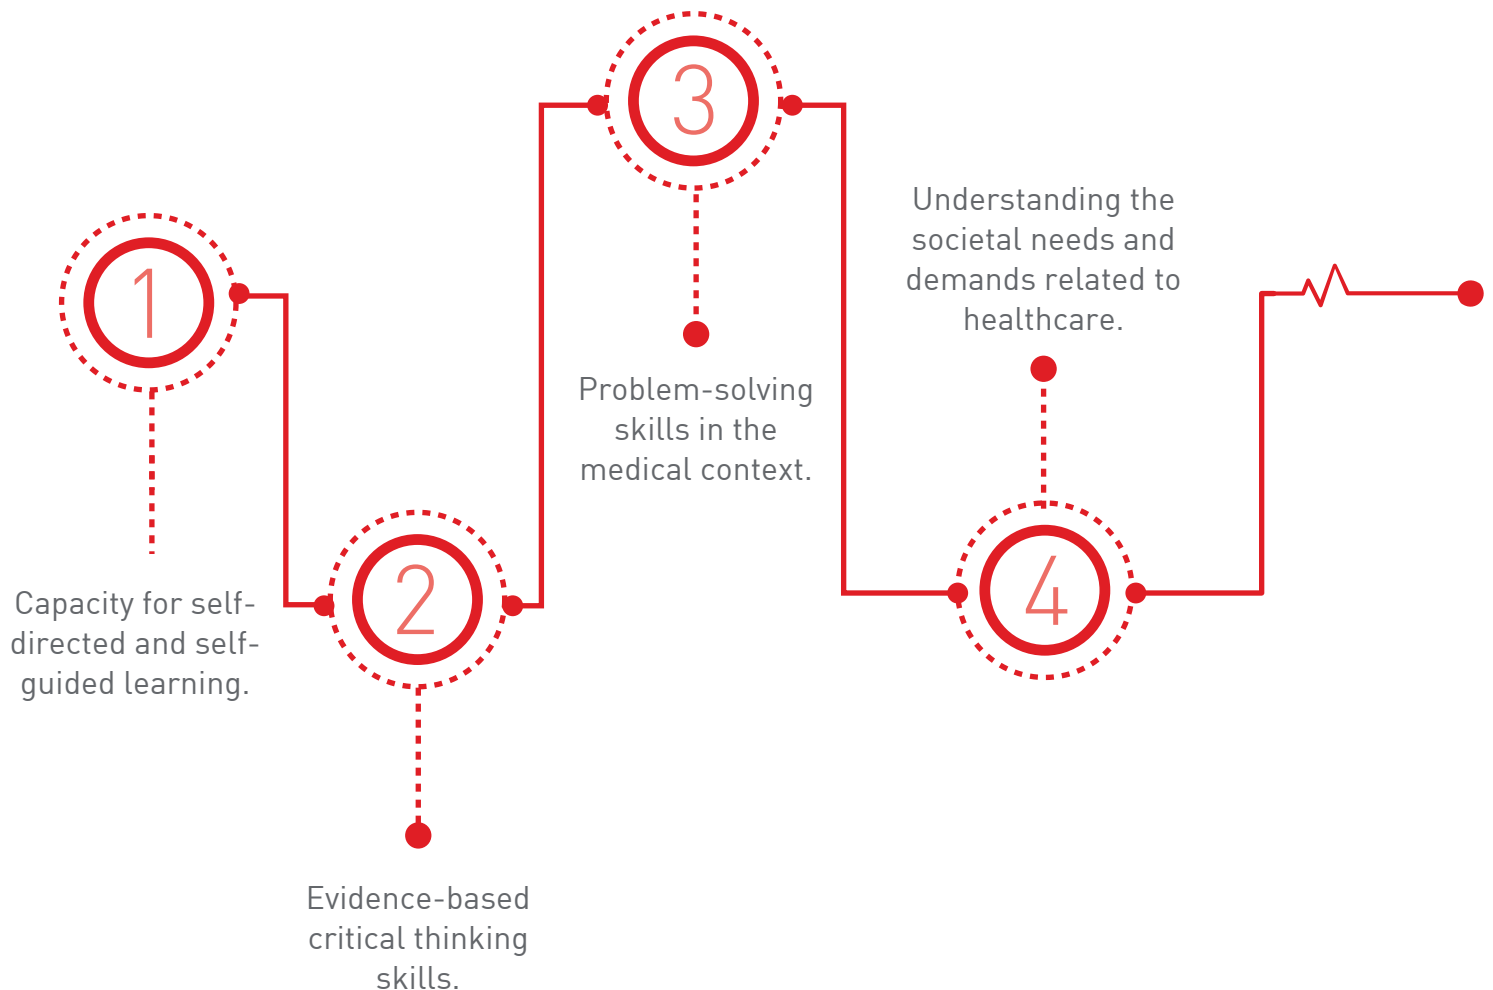 1
Capacity for self-
directed and self-
guided learning.
2
Evidence-based
critical thinking
skills.
3
Problem-solving
skills in the
medical context.
Understanding the
societal needs and
demands related to
healthcare.
4